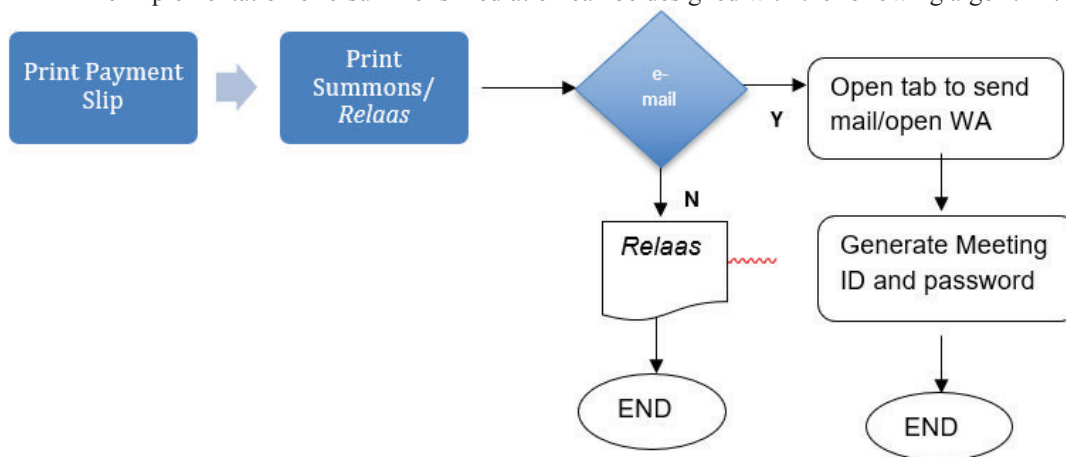 Print Payment
Slip
Print
Summons/
Relaas
e-
mail
Y
Open tab to send
mail/open WA
N
Relaas
Generate Meeting
ID and password
END
END